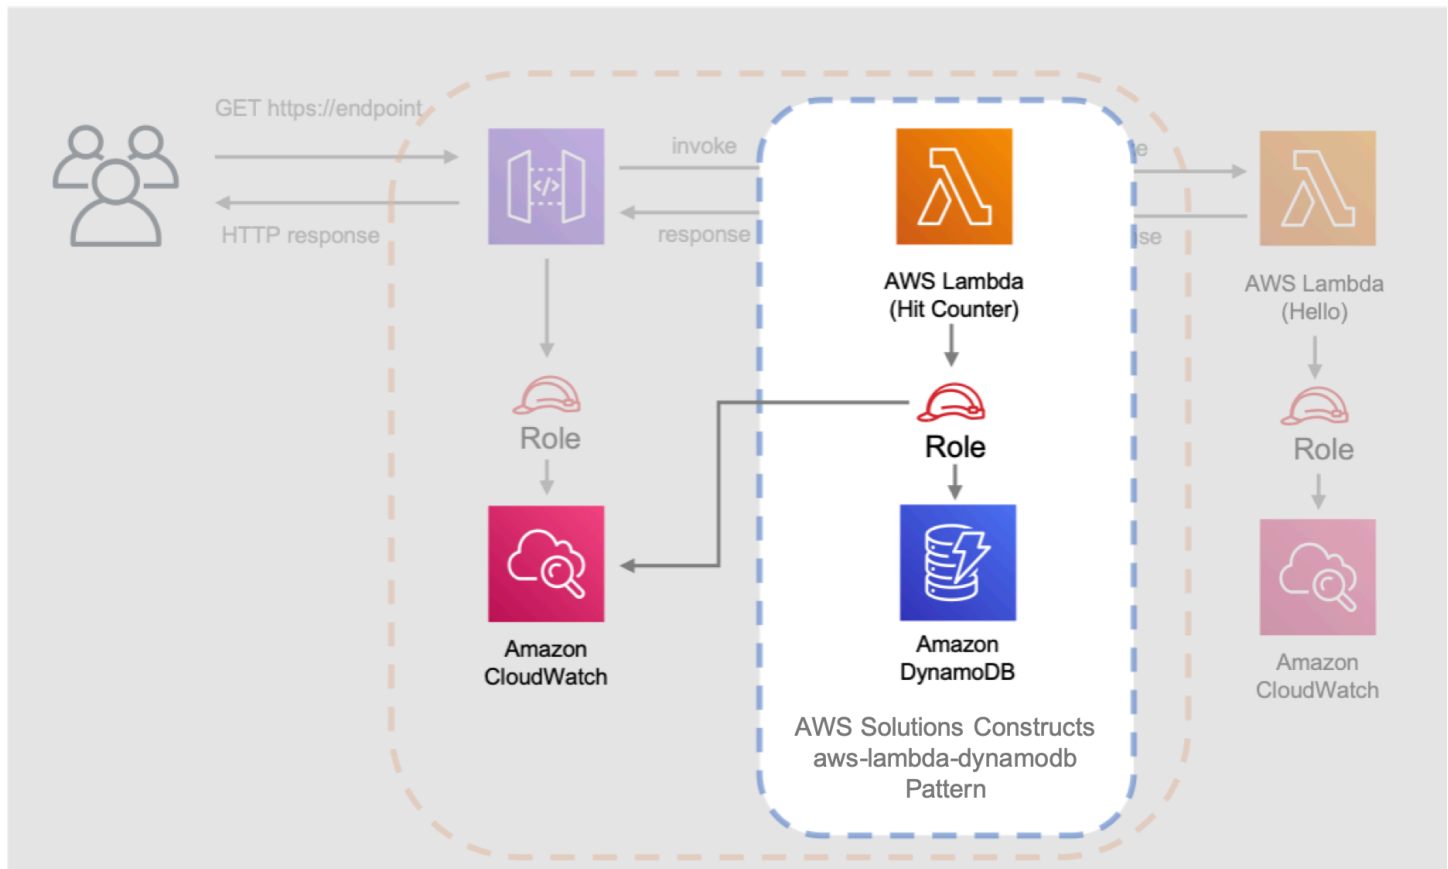 GET https://endpoint
HTTP response
invoke
response
AWS Lambda
(Hit Counter)
AWS Lambda
(Hello)
Role
Role
Role
Amazon
CloudWatch
Amazon
DynamoDB
Amazon
CloudWatch
AWS Solutions Constructs
aws-lambda-dynamodb
Pattern